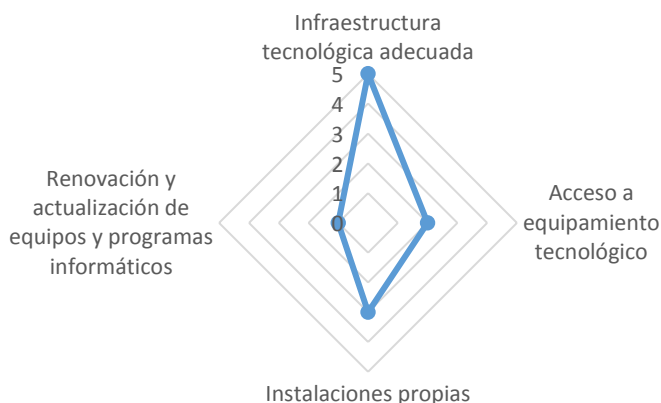 Infraestructura
tecnológica adecuada
5
4
3
2
1
0
Renovación y
actualización de
equipos y programas
informáticos
Acceso a
equipamiento
tecnológico
Instalaciones propias